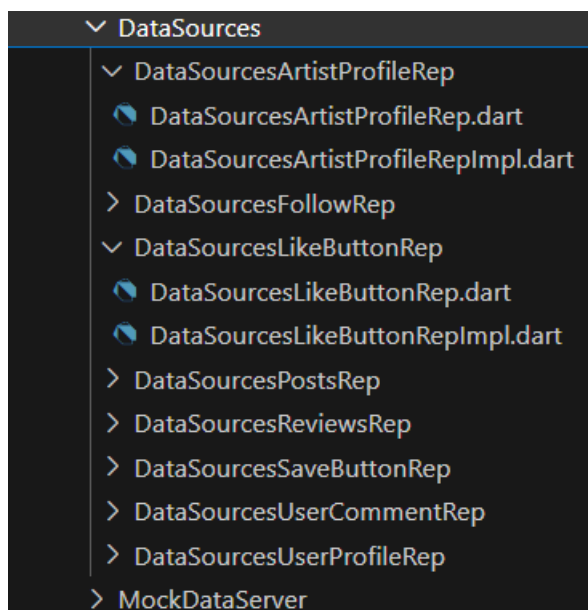 DataSources
DataSourcesArtistProfileRep
DataSourcesArtistProfileRep.dart
DataSourcesArtistProfileRepImpl.dart
DataSourcesFollowRep
DataSourcesLikeButtonRep
DataSourcesLikeButtonRep.dart
DataSourcesLikeButtonRepImpl.dart
DataSourcesPostsRep
DataSourcesReviewsRep
DataSourcesSaveButtonRep
DataSourcesUserCommentRep
DataSourcesUserProfileRep
MockDataServer